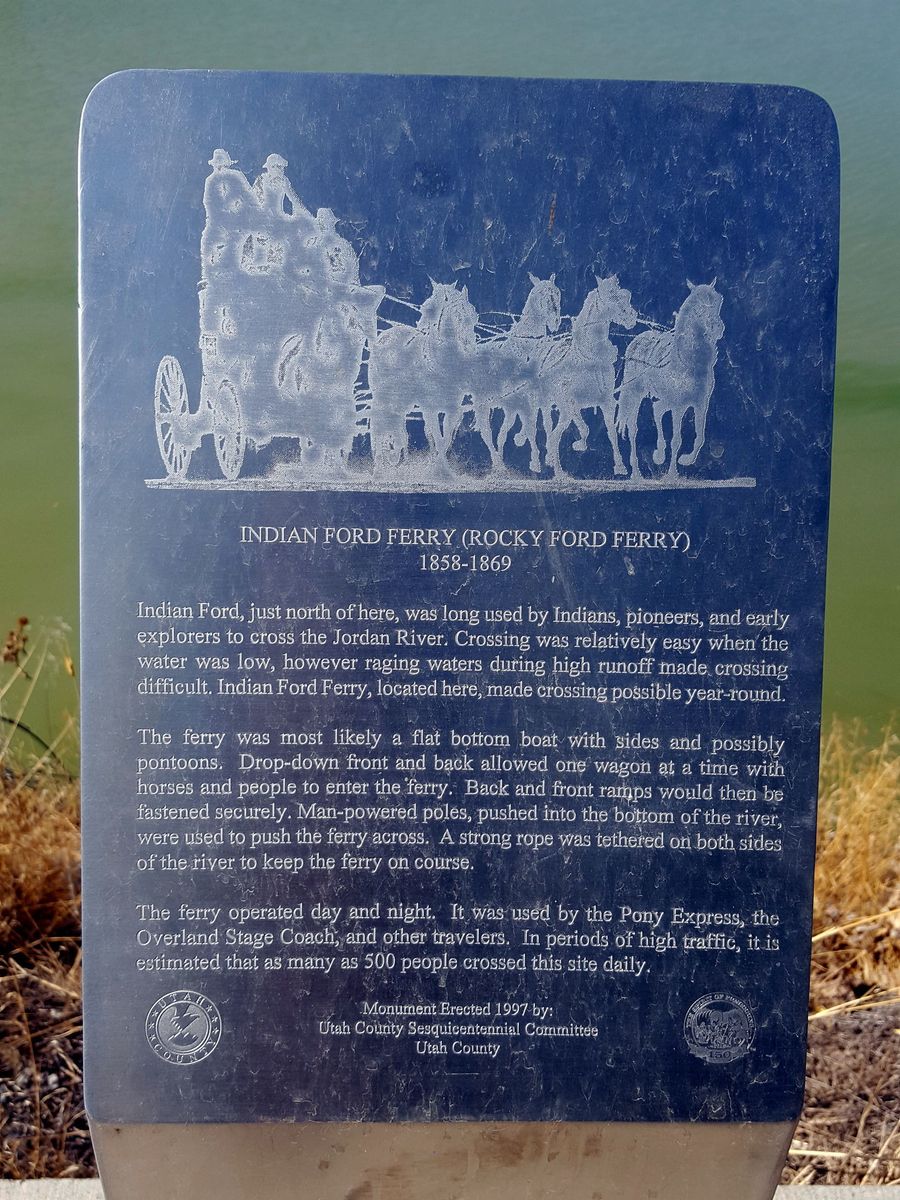 INDIAN FORD FERRY (ROCKY FORD FERRY)
1858-1869
Indian Ford, just north of here, was long used by Indians, pioneers, and early
explorers to cross the Jordan River. Crossing was relatively easy when the
water was low, however raging waters during high runoff made crossing
difficult. Indian Ford Ferry, located here, made crossing possible year-round.
The ferry was most likely a flat bottom boat with sides and possibly
pontoons. Drop-down front and back allowed one wagon at a time with
horses and people to enter the ferry. Back and front ramps would then be
fastened securely. Man-powered poles, pushed into the bottom of the river,
were used to push the ferry across. A strong rope was tethered on both sides
of the river to keep the ferry on course.
The ferry operated day and night. It was used by the Pony Express, the
Overland Stage Coach, and other travelers. In periods of high traffic, it is
estimated that as many as 500 people crossed this site daily.
UTAH
COUNTY
Monument Erected 1997 by:
Utah County Sesquicentennial Committee
Utah County
150